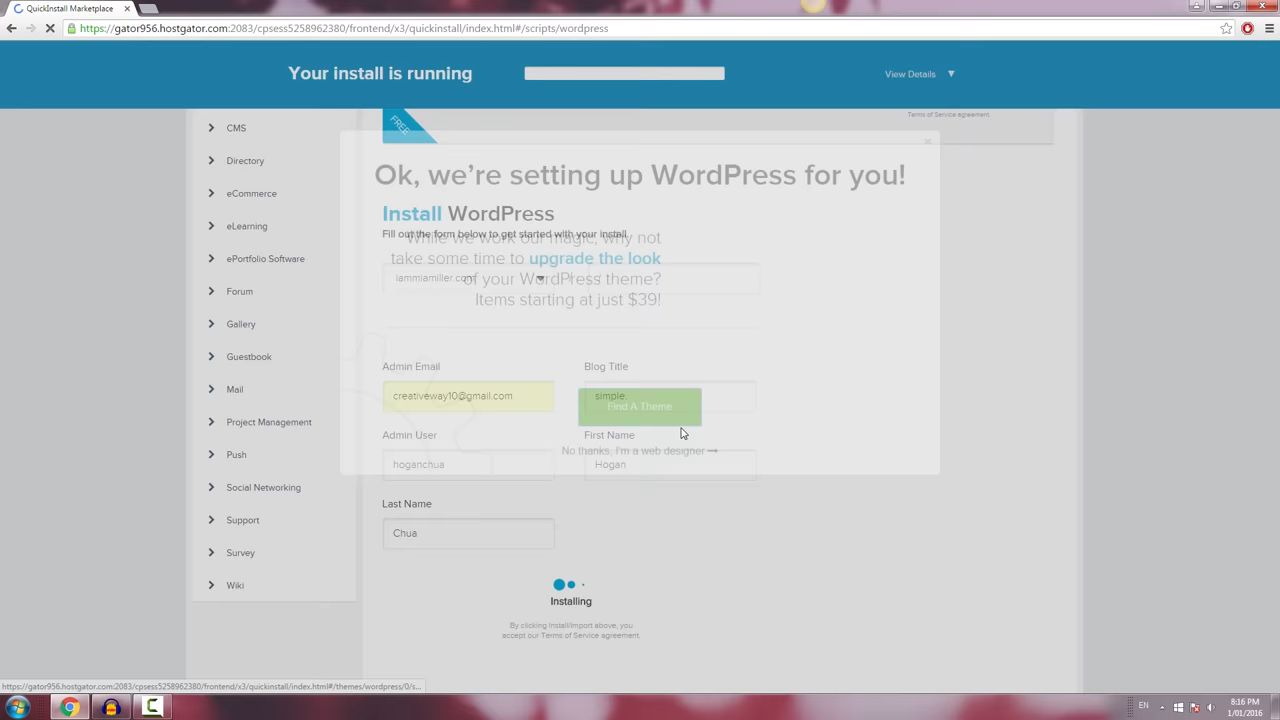 QuickInstall Marketplace
https://gator956.hostgator.com:2083/cpsess5258962380/frontend/x3/quickinstall/index.html#/scripts/wordpress
Your install is running
View Details
CMS
Directory
eCommerce
eLearning
ePortfolio Software
Forum
Gallery
Guestbook
Mail
Project Management
Push
Social Networking
Support
Survey
Wiki
FREE
Terms of Service agreement.
Ok, we're setting up WordPress for you!
Install WordPress
Fill out the form below to get started with your install.
While we work our magic, why not
take some time to upgrade the look
of your WordPress theme?
Items starting at just $39!
iammiamiller.com
Admin Email
Blog Title
creativeway10@gmail.com
simple.
Find A Theme
Admin User
First Name
No thanks, I'm a web designer
hoganchua
Hogan
Last Name
Chua
Installing
By clicking Install/Import above, you
accept our Terms of Service agreement.
https://gator956.hostgator.com:2083/cpsess5258962380/frontend/x3/quickinstall/index.html#/themes/wordpress/0/s...
EN
8:16 PM
1/01/2016